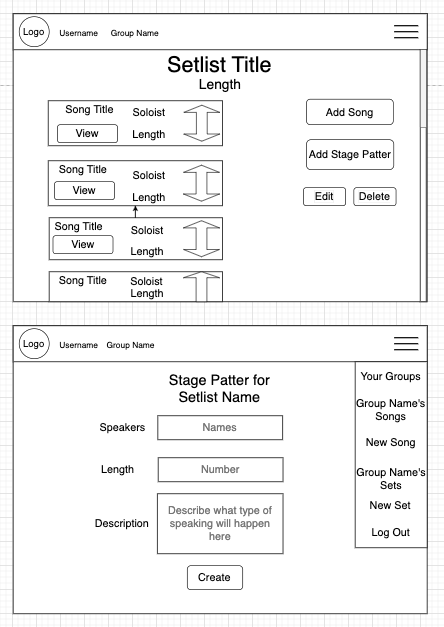 Logo
Username
Group Name
Setlist Title
Length
Song Title
Soloist
View
Length
Add Song
Add Stage Patter
Song Title
Soloist
View
Length
Edit
Delete
Song Title
Soloist
View
Length
Song Title
Soloist
Length
Logo
Username
Group Name
Stage Patter for
Setlist Name
Speakers
Names
Length
Number
Description
Describe what type of
speaking will happen
here
Create
Your Groups
Group Name's
Songs
New Song
Group Name's
Sets
New Set
Log Out